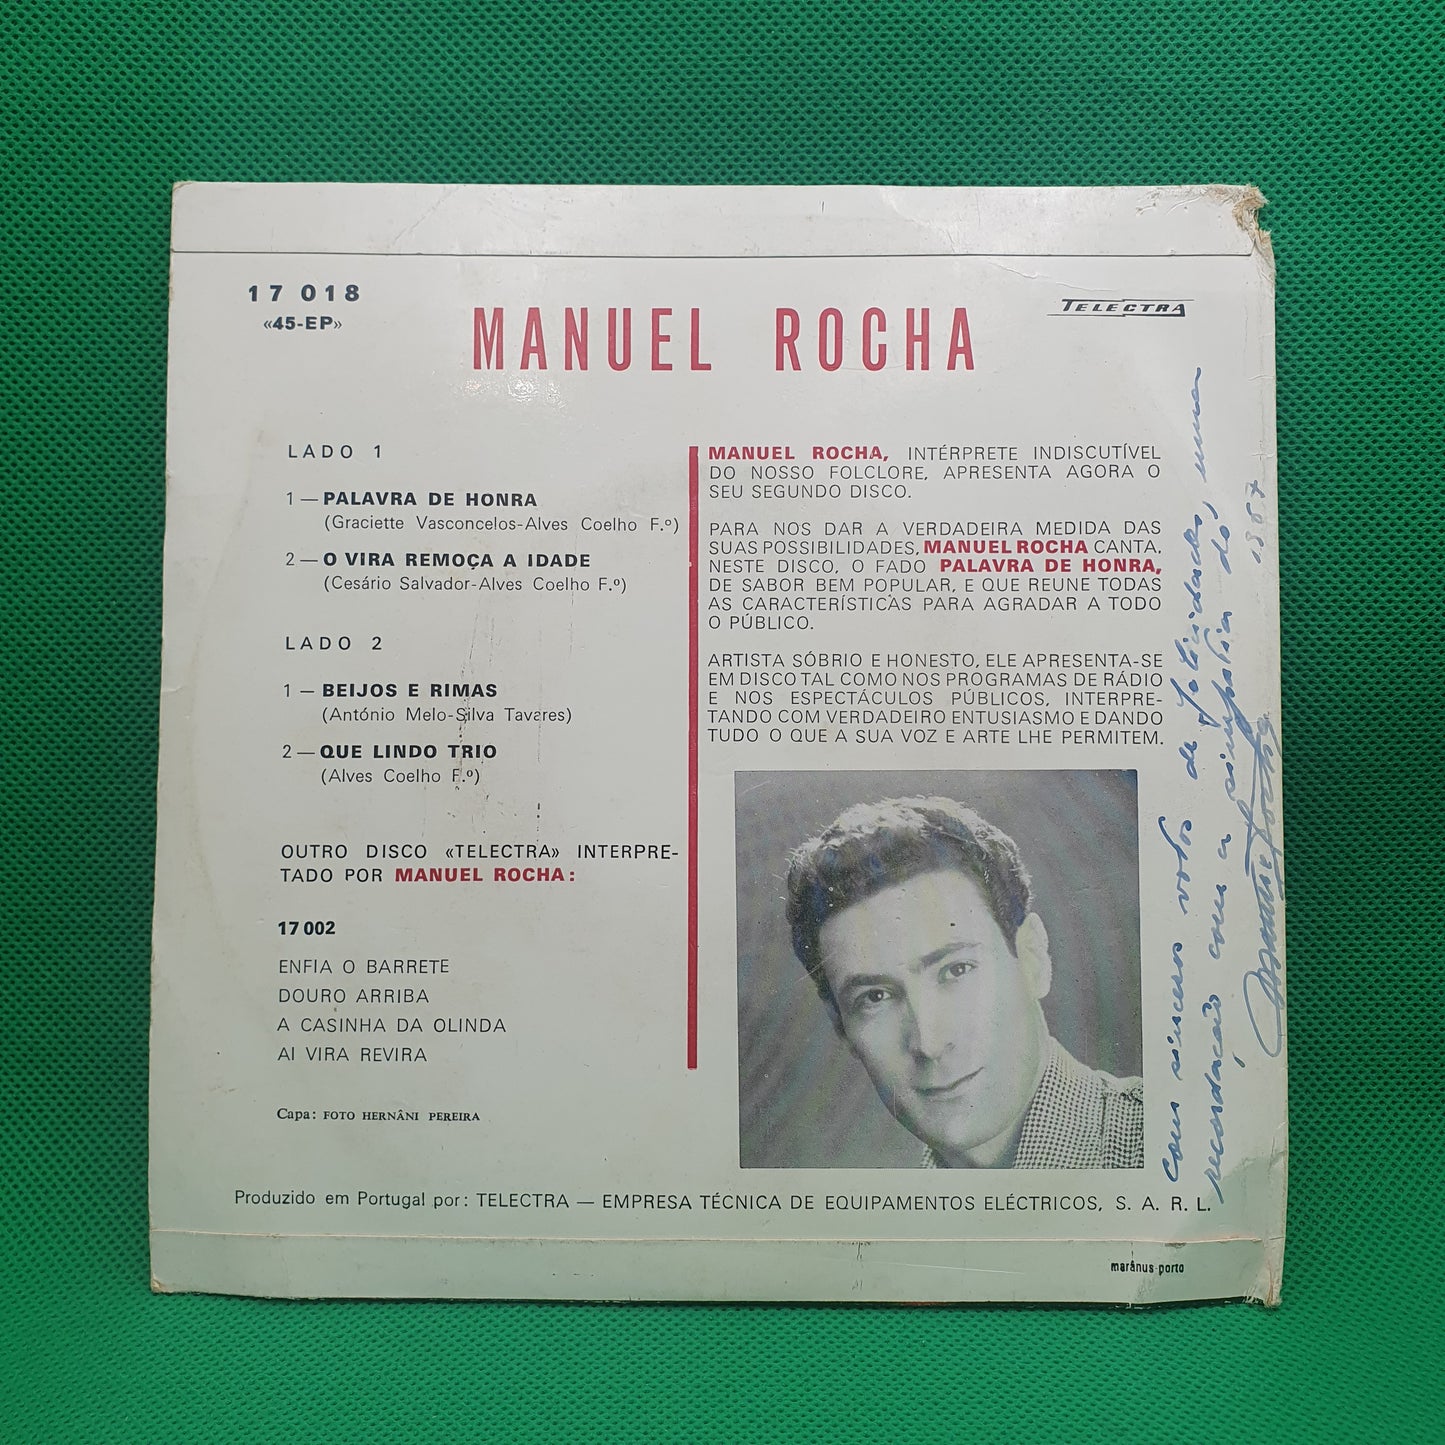 17 018
«45-EP»
MANUEL ROCHA
TELECTRA
LADO 1
1 — PALAVRA DE HONRA
(Graciette Vasconcelos-Alves Coelho F.º)
2 — O VIRA REMOÇA A IDADE
(Cesário Salvador-Alves Coelho F.º)
LADO 2
1 — BEIJOS E RIMAS
(António Melo-Silva Tavares)
2 — QUE LINDO TRIO
(Alves Coelho F.º)
OUTRO DISCO «TELECTRA» INTERPRE-
TADO POR MANUEL ROCHA:
17 002
ENFIA O BARRETE
DOURO ARRIBA
A CASINHA DA OLINDA
AI VIRA REVIRA
Capa: FOTO HERNÂNI PEREIRA
MANUEL ROCHA, INTÉRPRETE INDISCUTÍVEL
DO NOSSO FOLCLORE, APRESENTA AGORA O
SEU SEGUNDO DISCO.
PARA NOS DAR A VERDADEIRA MEDIDA DAS
SUAS POSSIBILIDADES, MANUEL ROCHA CANTA,
NESTE DISCO, O FADO PALAVRA DE HONRA,
DE SABOR BEM POPULAR, E QUE REUNE TODAS
AS CARACTERÍSTICAS PARA AGRADAR A TODO
O PÚBLICO.
ARTISTA SÓBRIO E HONESTO, ELE APRESENTA-SE
EM DISCO TAL COMO NOS PROGRAMAS DE RÁDIO
E NOS ESPECTÁCULOS PÚBLICOS, INTERPRE-
TANDO COM VERDADEIRO ENTUSIASMO E DANDO
TUDO O QUE A SUA VOZ E ARTE LHE PERMITEM.
com sinceros votos de felicidades, uma
recordação com a simpatia do
Manuel Rocha
Produzido em Portugal por: TELECTRA — EMPRESA TÉCNICA DE EQUIPAMENTOS ELÉCTRICOS, S. A. R. L.
marânus-porto